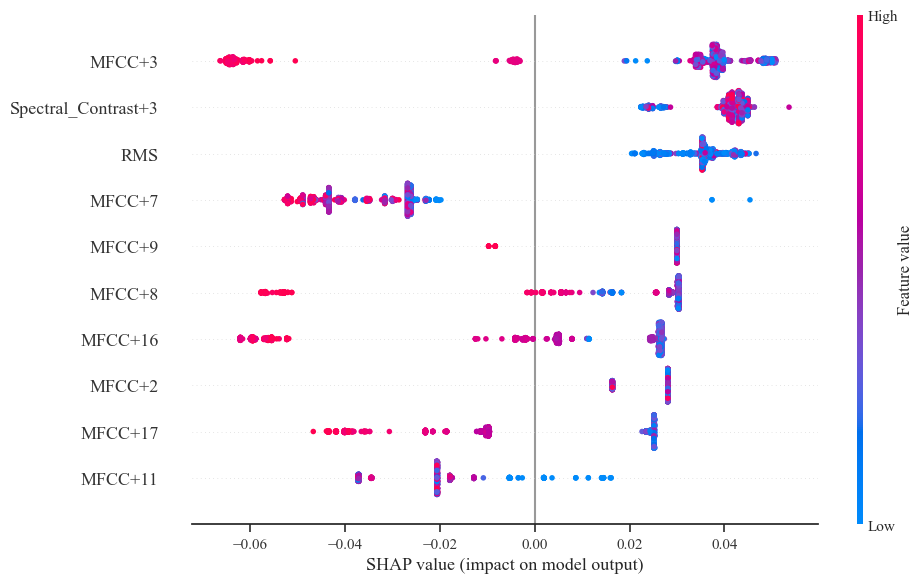 High
MFCC+3
Spectral_Contrast+3
RMS
MFCC+7
MFCC+9
MFCC+8
MFCC+16
MFCC+2
MFCC+17
MFCC+11
Feature value
Low
−0.06 −0.04 −0.02 0.00 0.02 0.04
SHAP value (impact on model output)